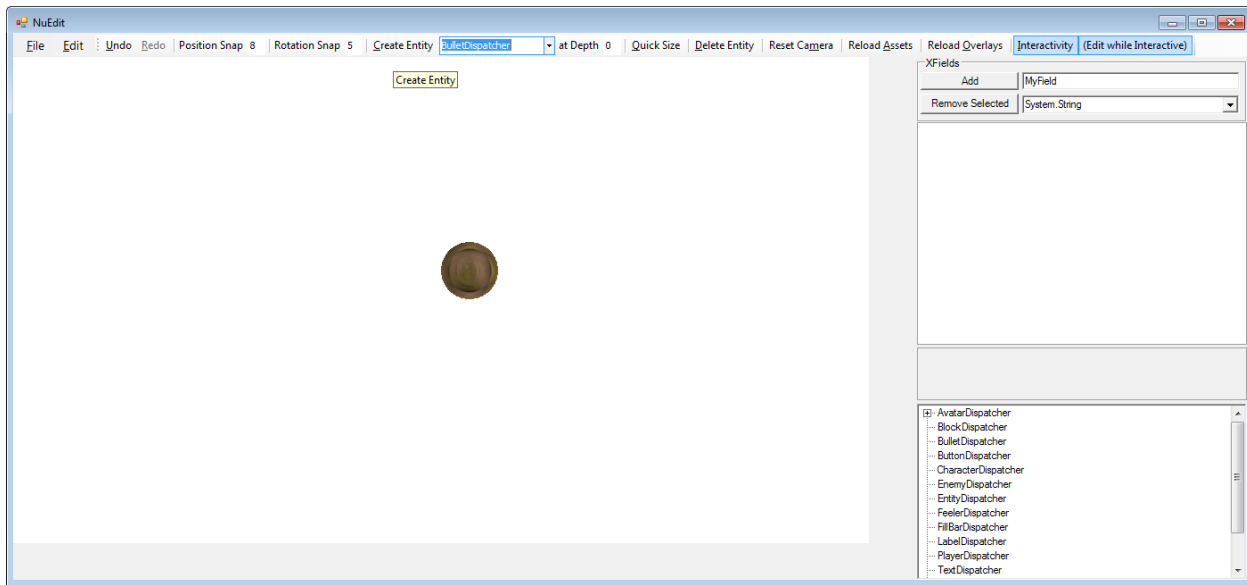 NuEdit
File Edit Undo Redo Position Snap 8 Rotation Snap 5 Create Entity BulletDispatcher at Depth 0 Quick Size Delete Entity Reset Camera Reload Assets Reload Overlays Interactivity (Edit while Interactive)
Create Entity
XFields
Add MyField
Remove Selected System.String
AvatarDispatcher
BlockDispatcher
BulletDispatcher
ButtonDispatcher
CharacterDispatcher
EnemyDispatcher
EntityDispatcher
FeelerDispatcher
FillBarDispatcher
LabelDispatcher
PlayerDispatcher
TextDispatcher